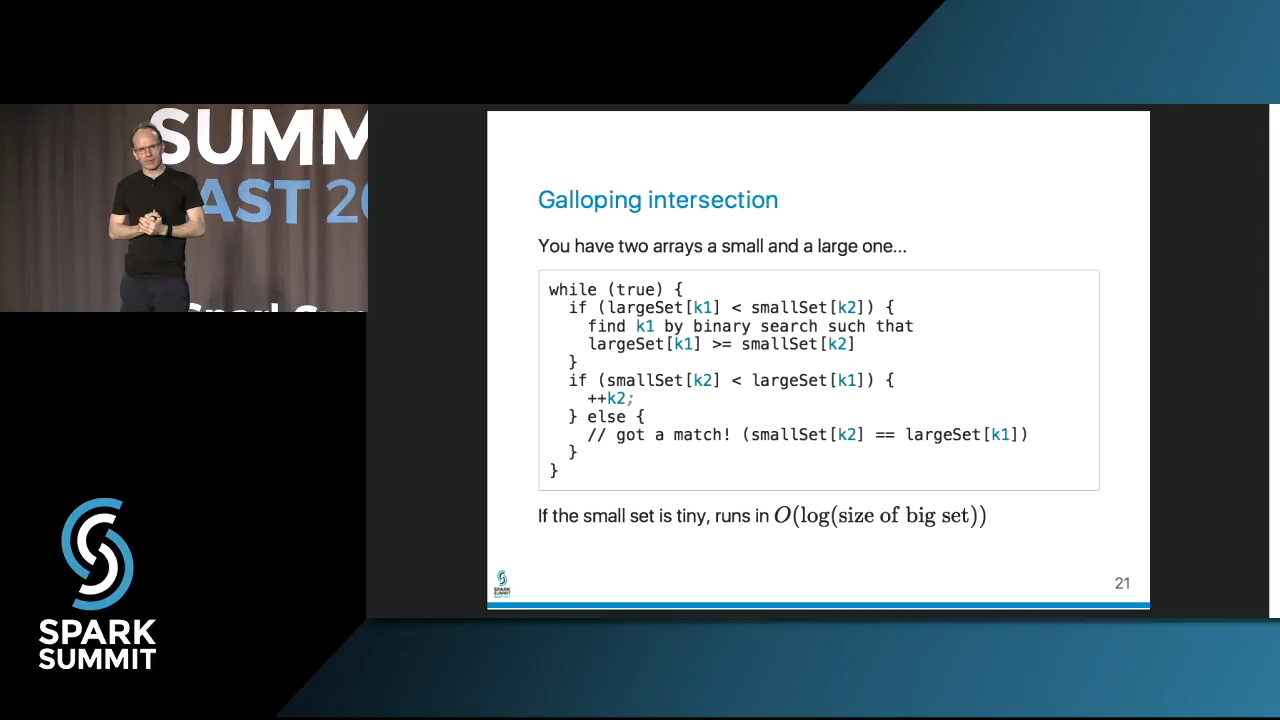 SUMM
EAST 20
Galloping intersection
You have two arrays a small and a large one...
while (true) {
if (largeSet[k1] < smallSet[k2]) {
find k1 by binary search such that
largeSet[k1] >= smallSet[k2]
}
if (smallSet[k2] < largeSet[k1]) {
++k2;
} else {
// got a match! (smallSet[k2] == largeSet[k1])
}
}
If the small set is tiny, runs in O(log(size of big set))
SPARK
SUMMIT
21
SPARK
SUMMIT